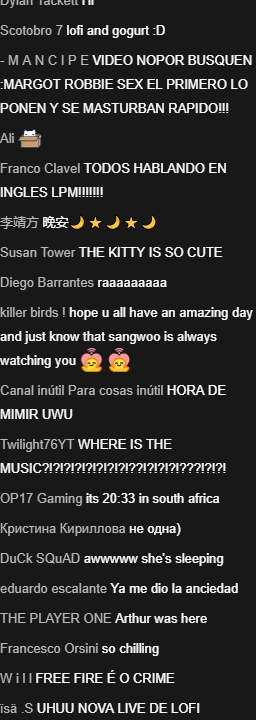 Dylan Tackett Hi
Scotobro 7 lofi and gogurt :D
- M A N C I P E VIDEO NOPOR BUSQUEN
:MARGOT ROBBIE SEX EL PRIMERO LO
PONEN Y SE MASTURBAN RAPIDO!!!
Ali
Franco Clavel TODOS HABLANDO EN
INGLES LPM!!!!!!!
李靖方 晚安🌙⭐🌙⭐🌙
Susan Tower THE KITTY IS SO CUTE
Diego Barrantes raaaaaaaaa
killer birds ! hope u all have an amazing day
and just know that sangwoo is always
watching you
Canal inútil Para cosas inútil HORA DE
MIMIR UWU
Twilight76YT WHERE IS THE
MUSIC?!?!?!?!?!?!?!?!??!?!?!?!???!?!?!
OP17 Gaming its 20:33 in south africa
Кристина Кириллова не одна)
DuCk SQuAD awwwww she's sleeping
eduardo escalante Ya me dio la anciedad
THE PLAYER ONE Arthur was here
Francesco Orsini so chilling
W i l l FREE FIRE É O CRIME
ïsä .S UHUU NOVA LIVE DE LOFI